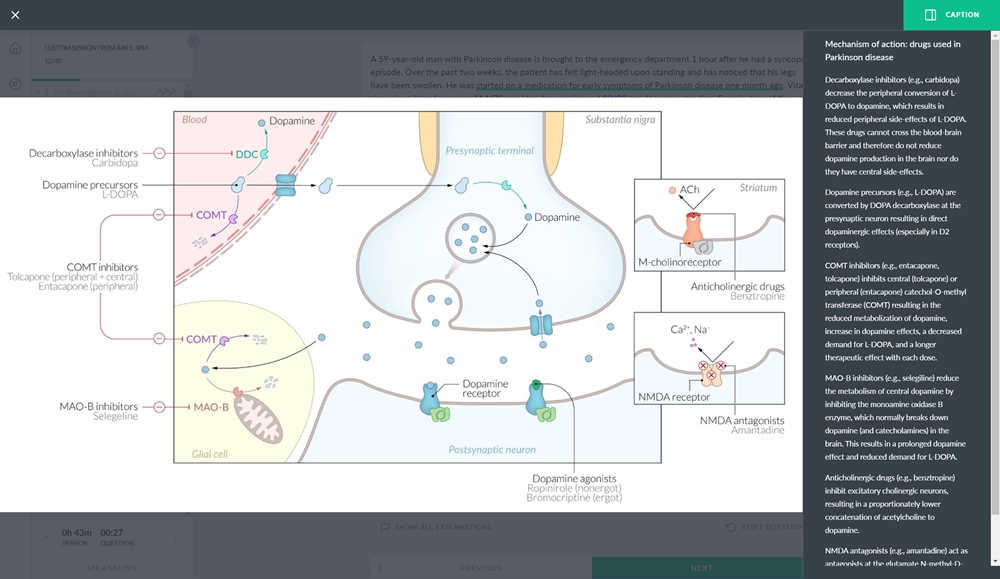 CAPTION
CUSTOM SESSION FROM JUN 6, 3PM
12/40
A 59-year-old man with Parkinson disease is brought to the emergency department 1 hour after he had a syncopal
episode. Over the past two weeks, the patient has felt light-headed upon standing and has noticed that his legs
have been swollen. He was started on a medication for early symptoms of Parkinson disease one month ago. Vital
Blood
Dopamine
DDC
Decarboxylase inhibitors
Carbidopa
Dopamine precursors
L-DOPA
COMT
COMT inhibitors
Tolcapone (peripheral + central)
Entacapone (peripheral)
COMT
MAO-B inhibitors
Selegeline
MAO-B
Glial cell
Substantia nigra
Presynaptic terminal
Dopamine
Dopamine
receptor
Postsynaptic neuron
Dopamine agonists
Ropinirole (nonergot)
Bromocriptine (ergot)
ACh
Striatum
M-cholinoreceptor
Anticholinergic drugs
Benztropine
Ca²⁺, Na⁻
NMDA receptor
NMDA antagonists
Amantadine
Mechanism of action: drugs used in
Parkinson disease
Decarboxylase inhibitors (e.g., carbidopa)
decrease the peripheral conversion of L-
DOPA to dopamine, which results in
reduced peripheral side-effects of L-DOPA.
These drugs cannot cross the blood-brain
barrier and therefore do not reduce
dopamine production in the brain nor do
they have central side-effects.
Dopamine precursors (e.g., L-DOPA) are
converted by DOPA decarboxylase at the
presynaptic neuron resulting in direct
dopaminergic effects (especially in D2
receptors).
COMT inhibitors (e.g., entacapone,
tolcapone) inhibits central (tolcapone) or
peripheral (entacapone) catechol-O-methyl
transferase (COMT) resulting in the
reduced metabolization of dopamine,
increase in dopamine effects, a decreased
demand for L-DOPA, and a longer
therapeutic effect with each dose.
MAO-B inhibitors (e.g., selegiline) reduce
the metabolism of central dopamine by
inhibiting the monoamine oxidase B
enzyme, which normally breaks down
dopamine (and catecholamines) in the
brain. This results in a prolonged dopamine
effect and reduced demand for L-DOPA.
Anticholinergic drugs (e.g., benztropine)
inhibit excitatory cholinergic neurons,
resulting in a proportionately lower
concatenation of acetylcholine to
dopamine.
NMDA antagonists (e.g., amantadine) act as
antagonists at the glutamate N-methyl-D-
0h 43m
SESSION
00:27
QUESTION
SEE ANALYSIS
SHOW ALL EXPLANATIONS
RESET QUESTION
PREVIOUS
NEXT